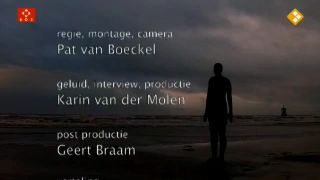 regie, montage, camera
Pat van Boeckel
geluid, interview, productie
Karin van der Molen
post productie
Geert Braam